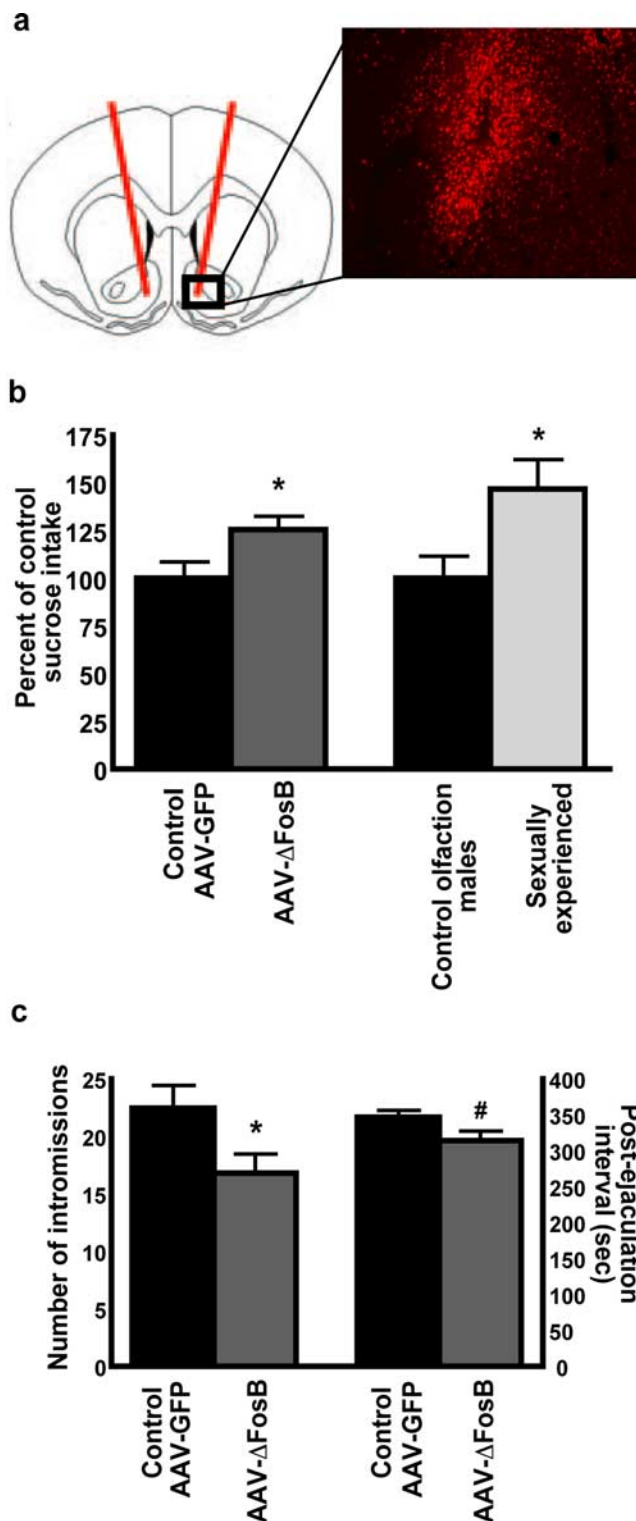 a
b
Percent of control
sucrose intake
175
150
125
100
75
50
25
0
*
*
Control
AAV-GFP
AAV-ΔFosB
Control olfaction
males
Sexually
experienced
c
Number of intromissions
25
20
15
10
5
0
*
#
400
350
300
250
200
150
100
50
0
Post-ejaculation
interval (sec)
Control
AAV-GFP
AAV-ΔFosB
Control
AAV-GFP
AAV-ΔFosB